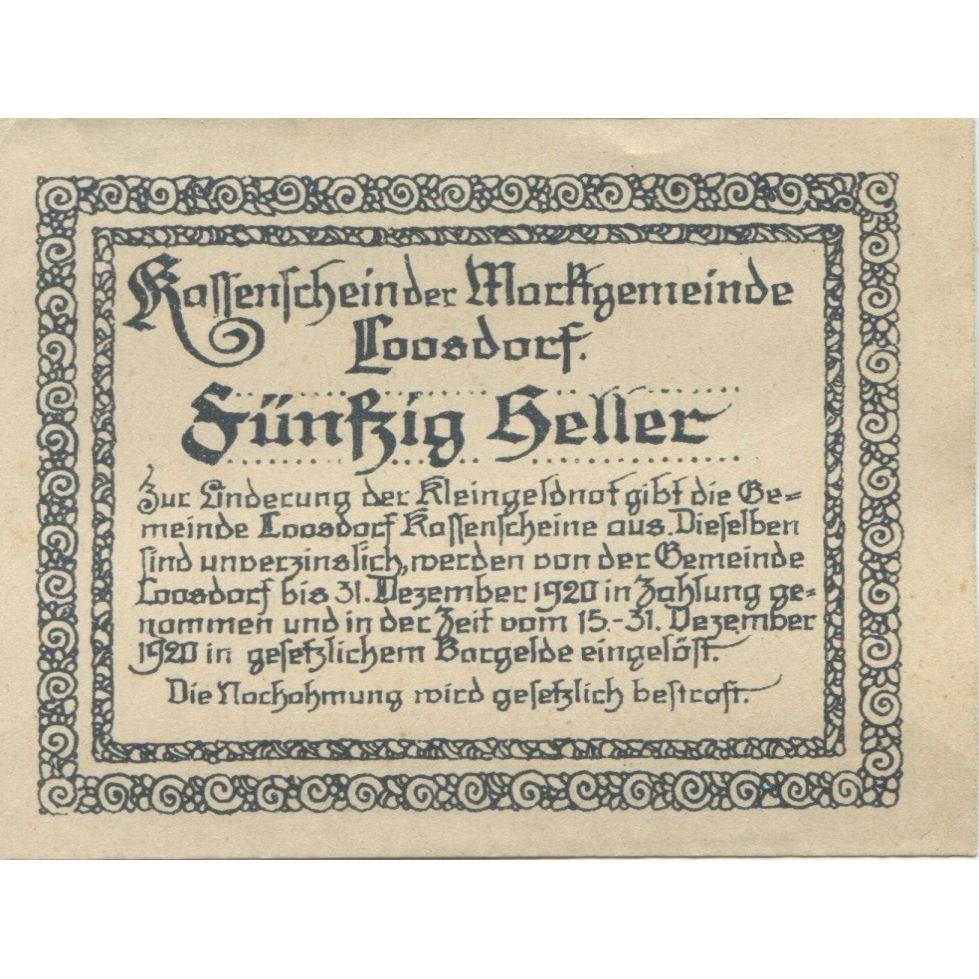 Kassenschein der Marktgemeinde
Loosdorf.
Fünfzig Heller
Zur Linderung der Kleingeldnot gibt die Ge=
meinde Loosdorf Kassenscheine aus. Dieselben
sind unverzinslich, werden von der Gemeinde
Loosdorf bis 31. Dezember 1920 in Zahlung ge=
nommen und in der Zeit vom 15.-31. Dezember
1920 in gesetzlichem Bargelde eingelöst.
Die Nachahmung wird gesetzlich bestraft.